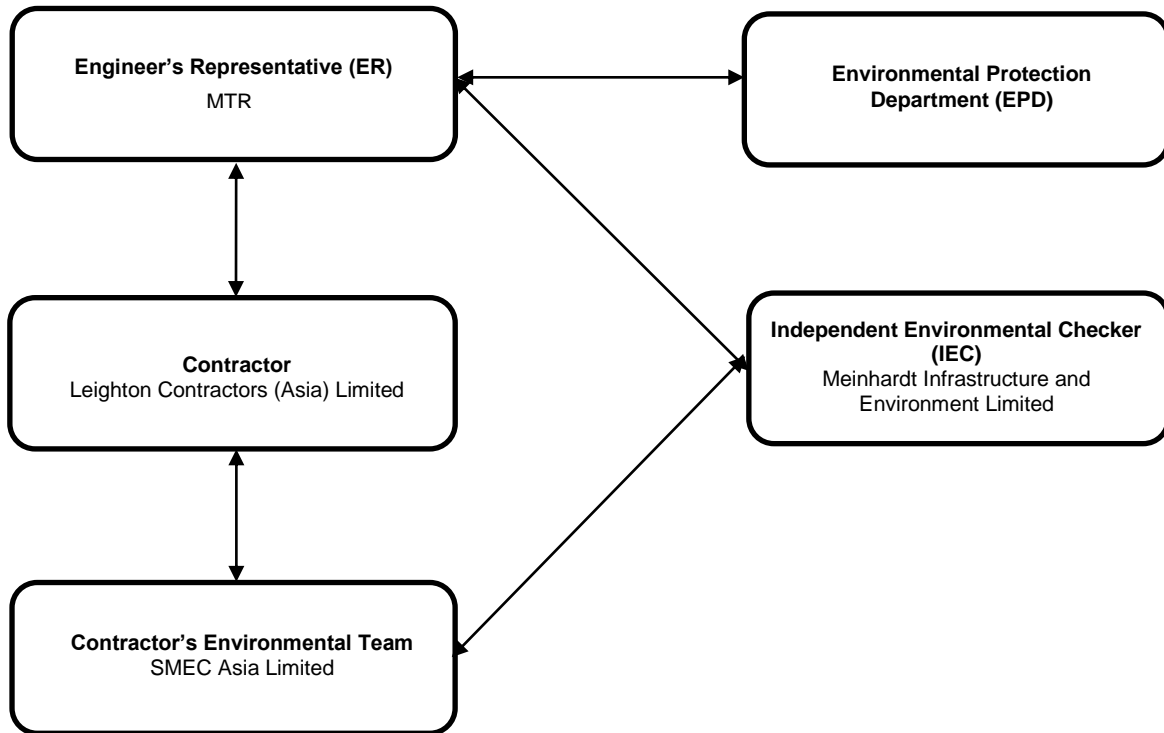 Engineer’s Representative (ER)
MTR
Environmental Protection
Department (EPD)
Contractor
Leighton Contractors (Asia) Limited
Independent Environmental Checker
(IEC)
Meinhardt Infrastructure and
Environment Limited
Contractor’s Environmental Team
SMEC Asia Limited